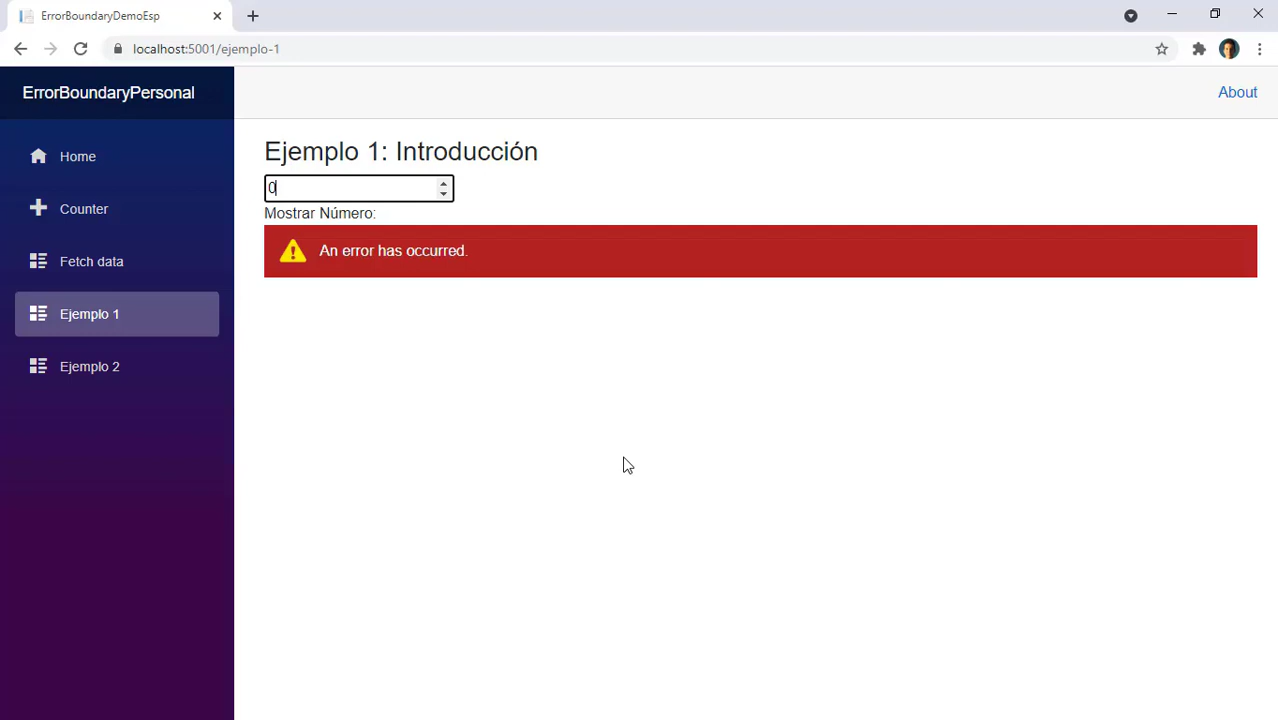 ErrorBoundaryDemoEsp
localhost:5001/ejemplo-1
ErrorBoundaryPersonal
About
Home
Counter
Fetch data
Ejemplo 1
Ejemplo 2
Ejemplo 1: Introducción
0
Mostrar Número:
An error has occurred.